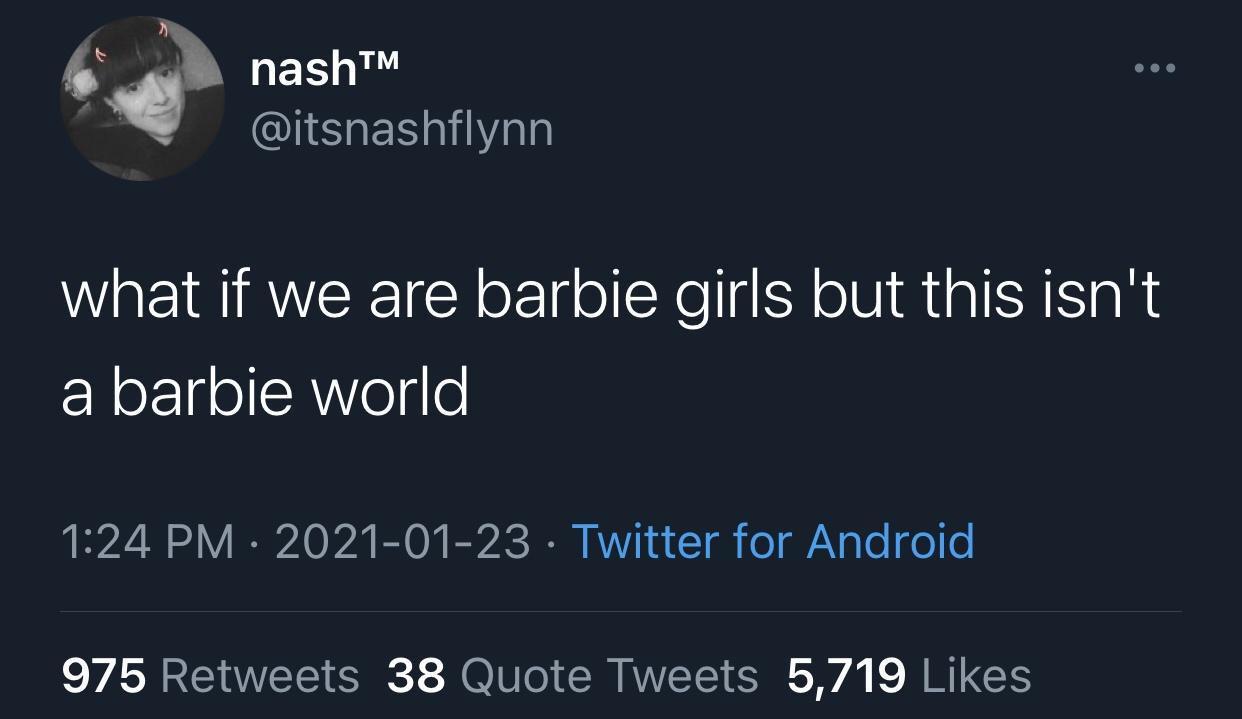 nash™
@itsnashflynn
what if we are barbie girls but this isn't
a barbie world
1:24 PM · 2021-01-23 · Twitter for Android
975 Retweets 38 Quote Tweets 5,719 Likes